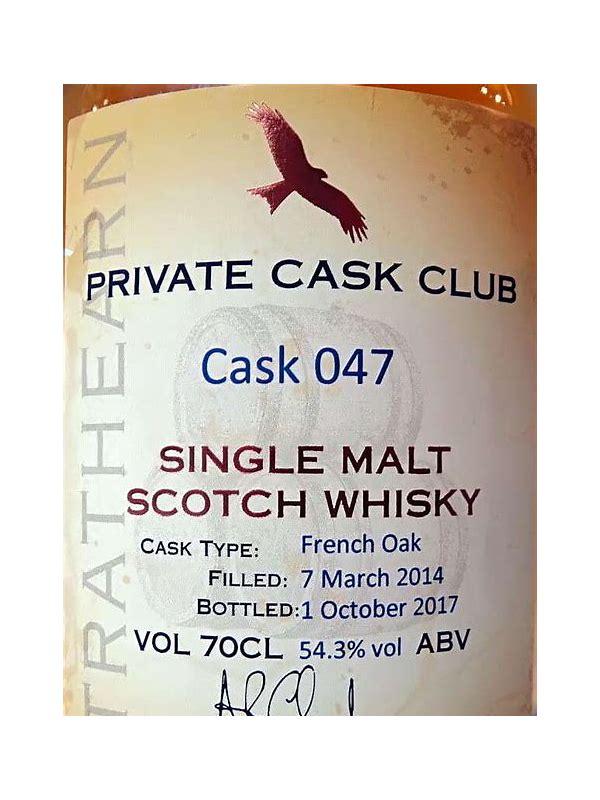 TRATHEARN
PRIVATE CASK CLUB
Cask 047
SINGLE MALT
SCOTCH WHISKY
CASK TYPE: French Oak
FILLED: 7 March 2014
BOTTLED: 1 October 2017
VOL 70CL 54.3% vol ABV